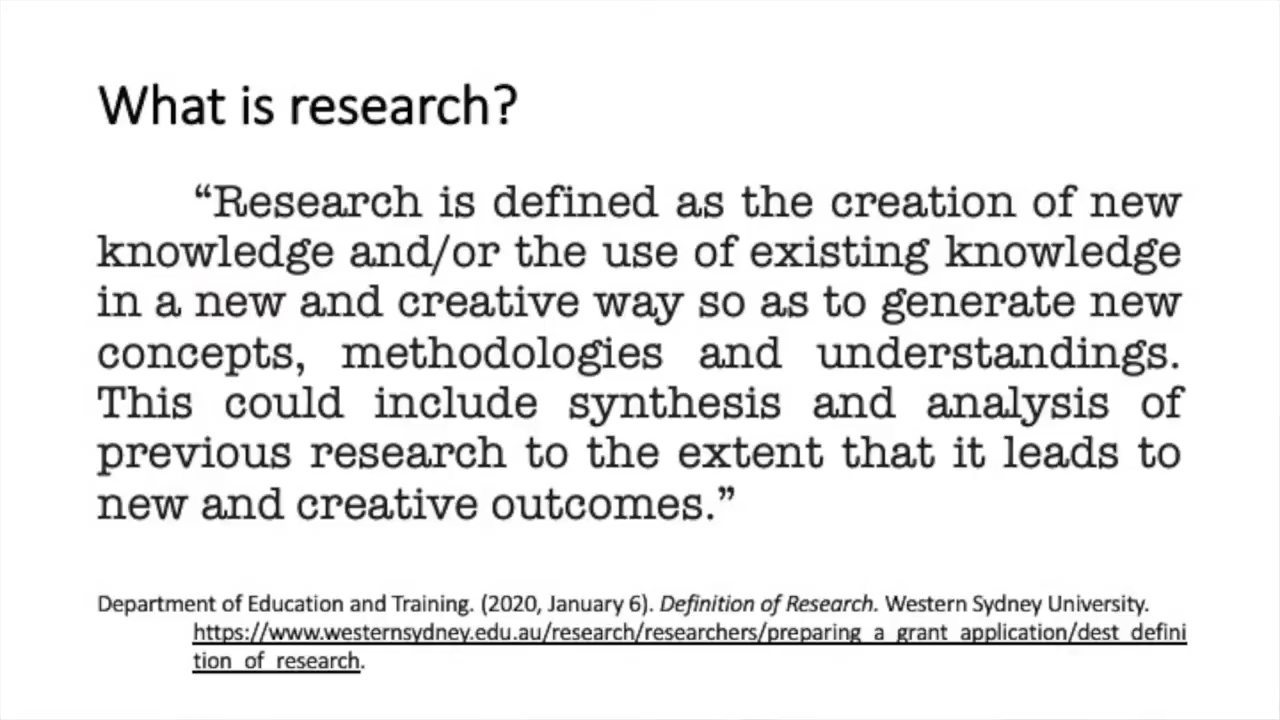 What is research?
“Research is defined as the creation of new
knowledge and/or the use of existing knowledge
in a new and creative way so as to generate new
concepts, methodologies and understandings.
This could include synthesis and analysis of
previous research to the extent that it leads to
new and creative outcomes.”
Department of Education and Training. (2020, January 6). Definition of Research. Western Sydney University.
https://www.westernsydney.edu.au/research/researchers/preparing_a_grant_application/dest_defini
tion_of_research.